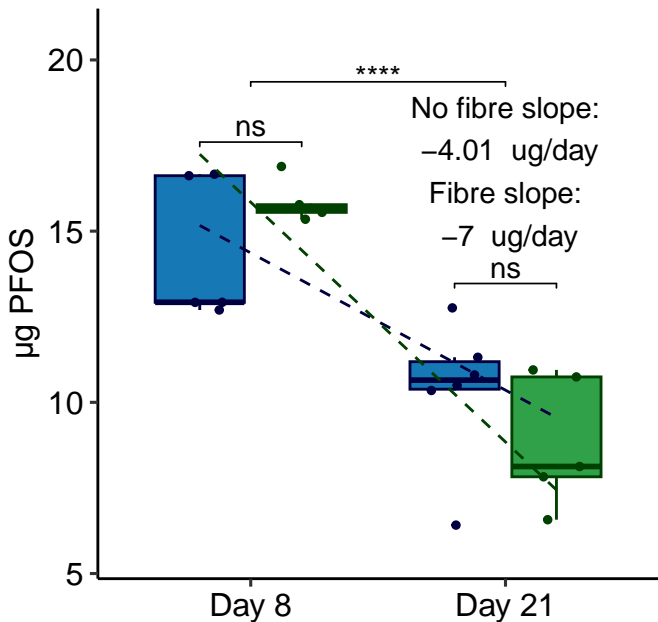 20
15
10
5
µg PFOS
****
ns
No fibre slope:
−4.01 ug/day
Fibre slope:
−7 ug/day
ns
Day 8
Day 21